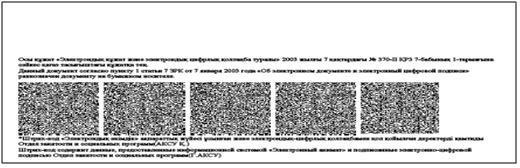 Осы құжат «Электрондық құжат және электрондық цифрлық қолтаңба туралы» 2003 жылғы 7 қаңтардағы № 370-II ҚРЗ 7-бабының 1-тармағына
сәйкес қағаз тасығыштағы құжатқа тең.
Данный документ согласно пункту 1 статьи 7 ЗРК от 7 января 2003 года «Об электронном документе и электронный цифровой подписи»
равнозначен документу на бумажном носителе.
*Штрих-код «Электрондық әкімдік» ақпараттық жүйесі ұсынған және электрондық-цифрлық қолтаңбамен қол қойылған деректерді қамтиды
Отдел занятости и социальных программ(АКСУ Қ.)
Штрих-код содержит данные, предоставленные информационной системой «Электронный акимат» и подписанные электронно-цифровой
подписью Отдел занятости и социальных программ(Г.АКСУ)